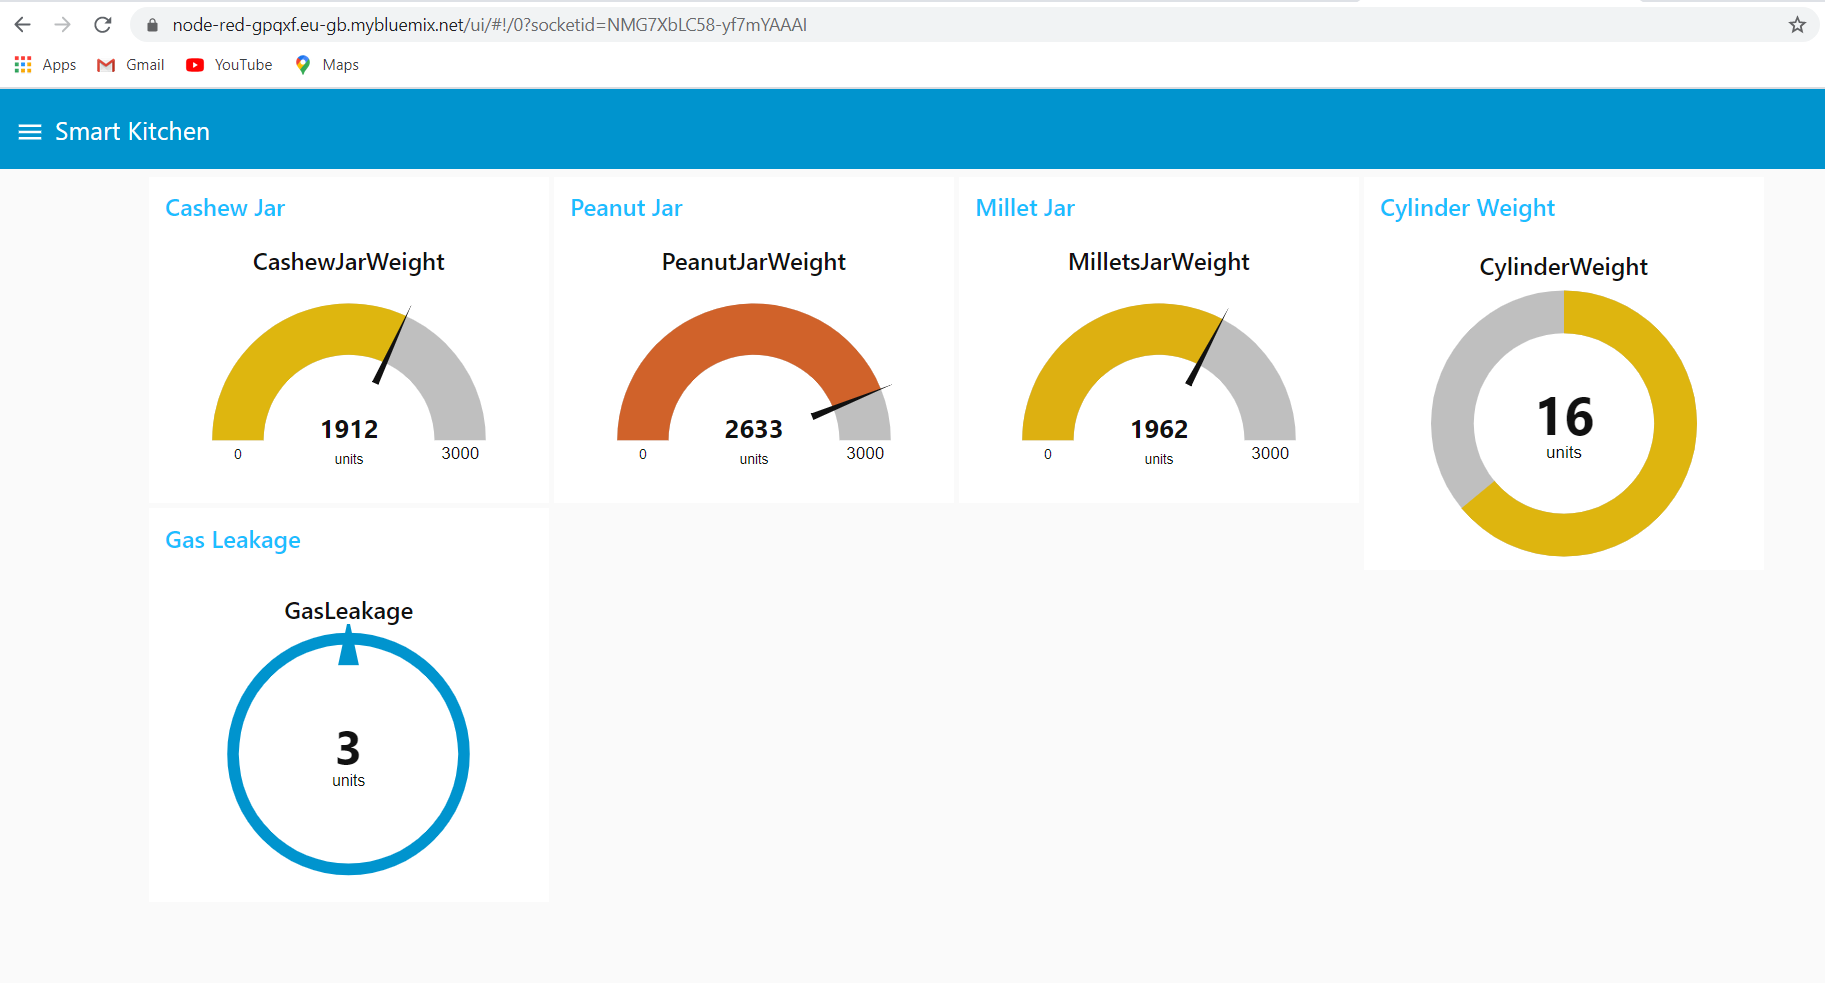 node-red-gpqxf.eu-gb.mybluemix.net/ui/#!/0?socketid=NMG7XbLC58-yf7mYAAAI
Apps Gmail YouTube Maps
Smart Kitchen
Cashew Jar
CashewJarWeight
1912
0 units 3000
Peanut Jar
PeanutJarWeight
2633
0 units 3000
Millet Jar
MilletsJarWeight
1962
0 units 3000
Cylinder Weight
CylinderWeight
16
units
Gas Leakage
GasLeakage
3
units